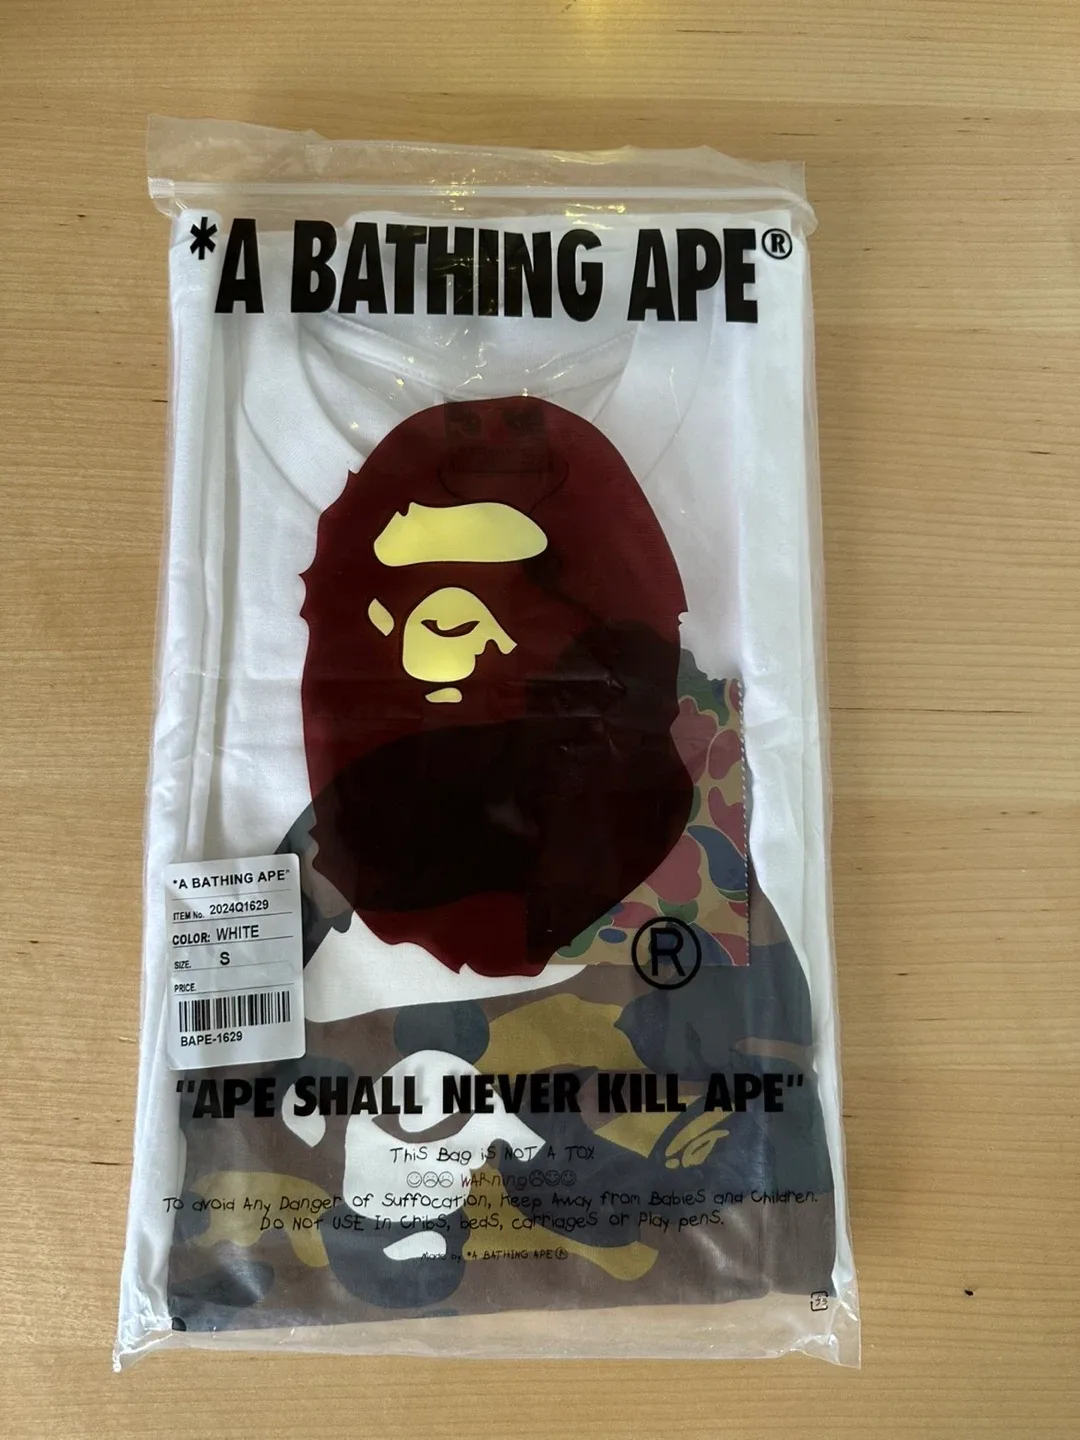 *A BATHING APE®
*A BATHING APE"
ITEM No. 2024Q1629
COLOR: WHITE
SIZE. S
PRICE.
BAPE-1629
®
"APE SHALL NEVER KILL APE"
THiS Bag iS NOT A TOX
WARning
TO avoid Any Danger of Suffocation, Keep Away from Babies and Children.
DO NOT USE In CribS, beds, carriageS or Play penS.
Made by *A BATHING APE®